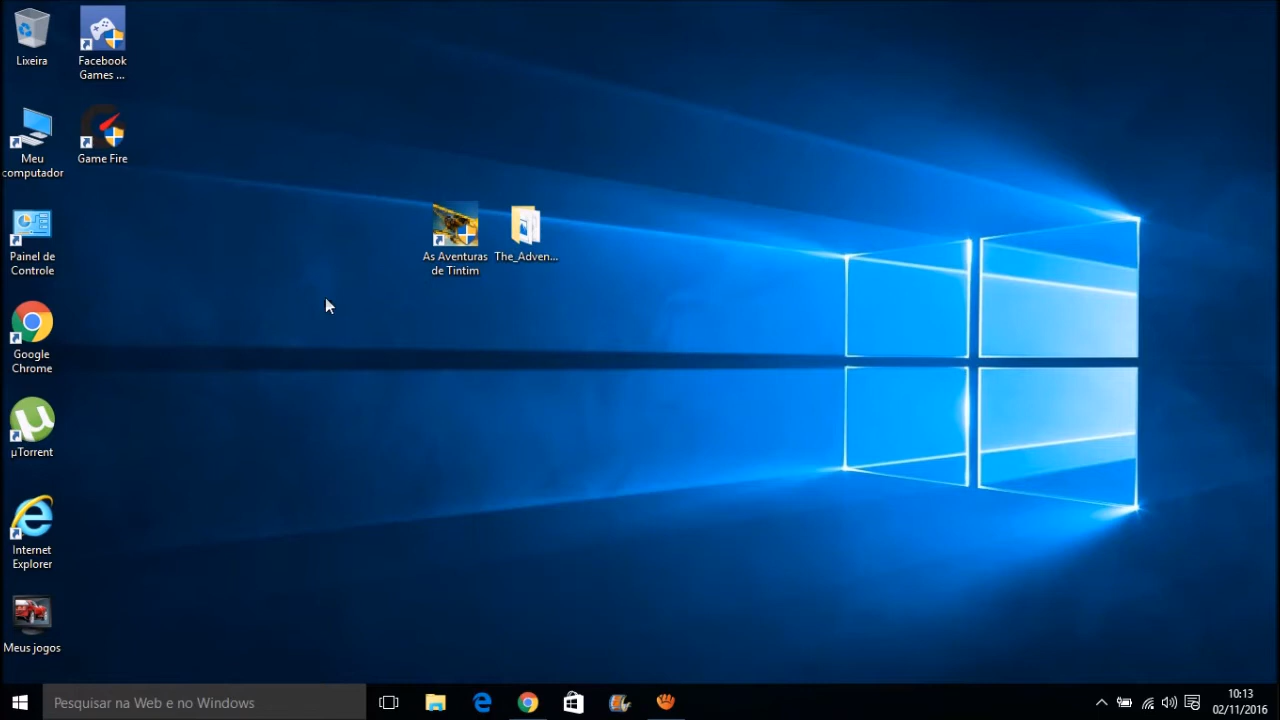 Lixeira
Facebook
Games ...
Meu
computador
Game Fire
Painel de
Controle
As Aventuras
de Tintim
The_Adven...
Google
Chrome
µTorrent
Internet
Explorer
Meus jogos
Pesquisar na Web e no Windows
10:13
02/11/2016